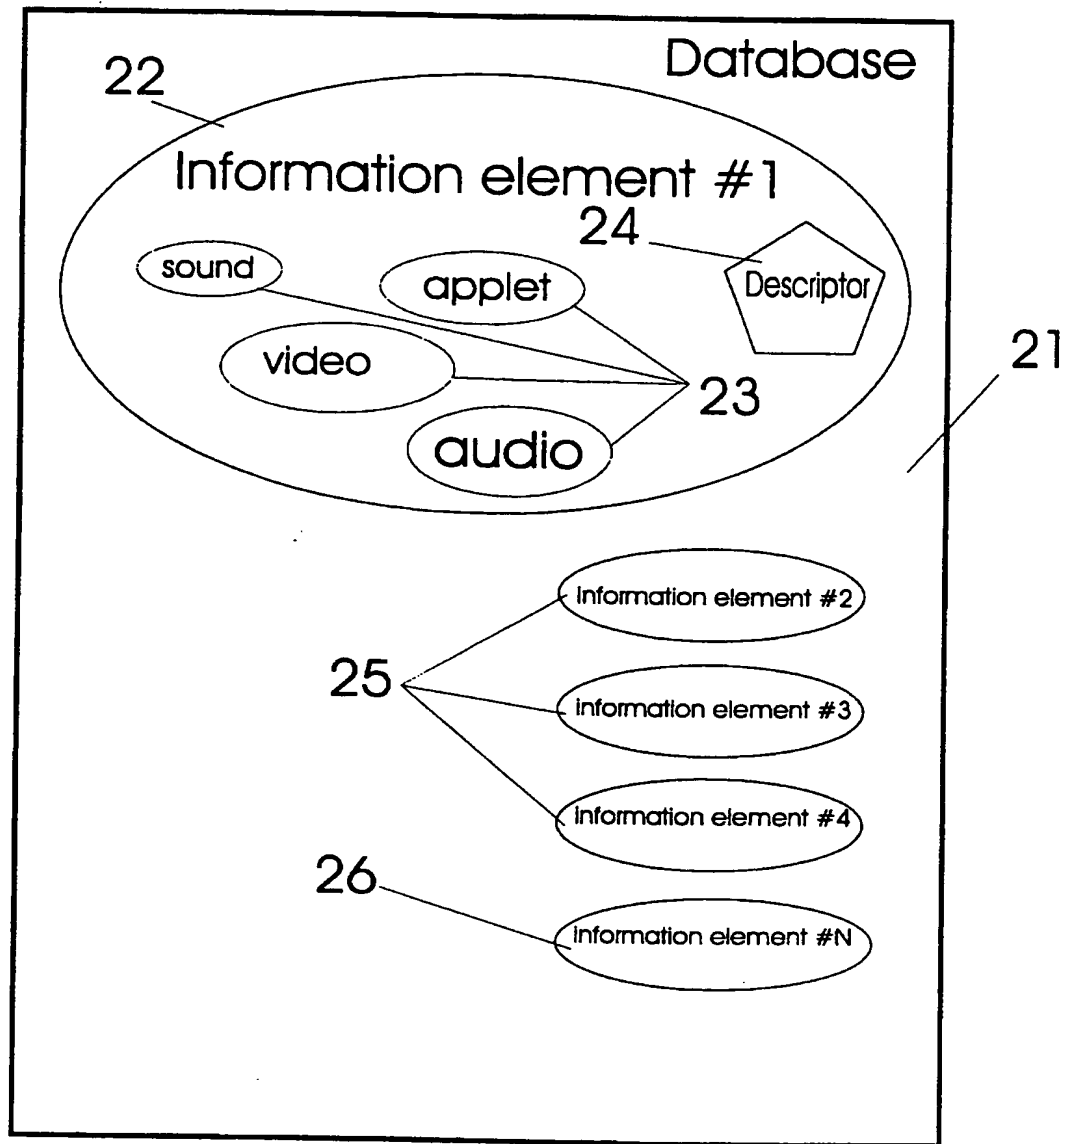 Database
22
Information element #1
24
sound
applet
Descriptor
video
21
23
audio
Information element #2
25
Information element #3
Information element #4
26
Information element #N